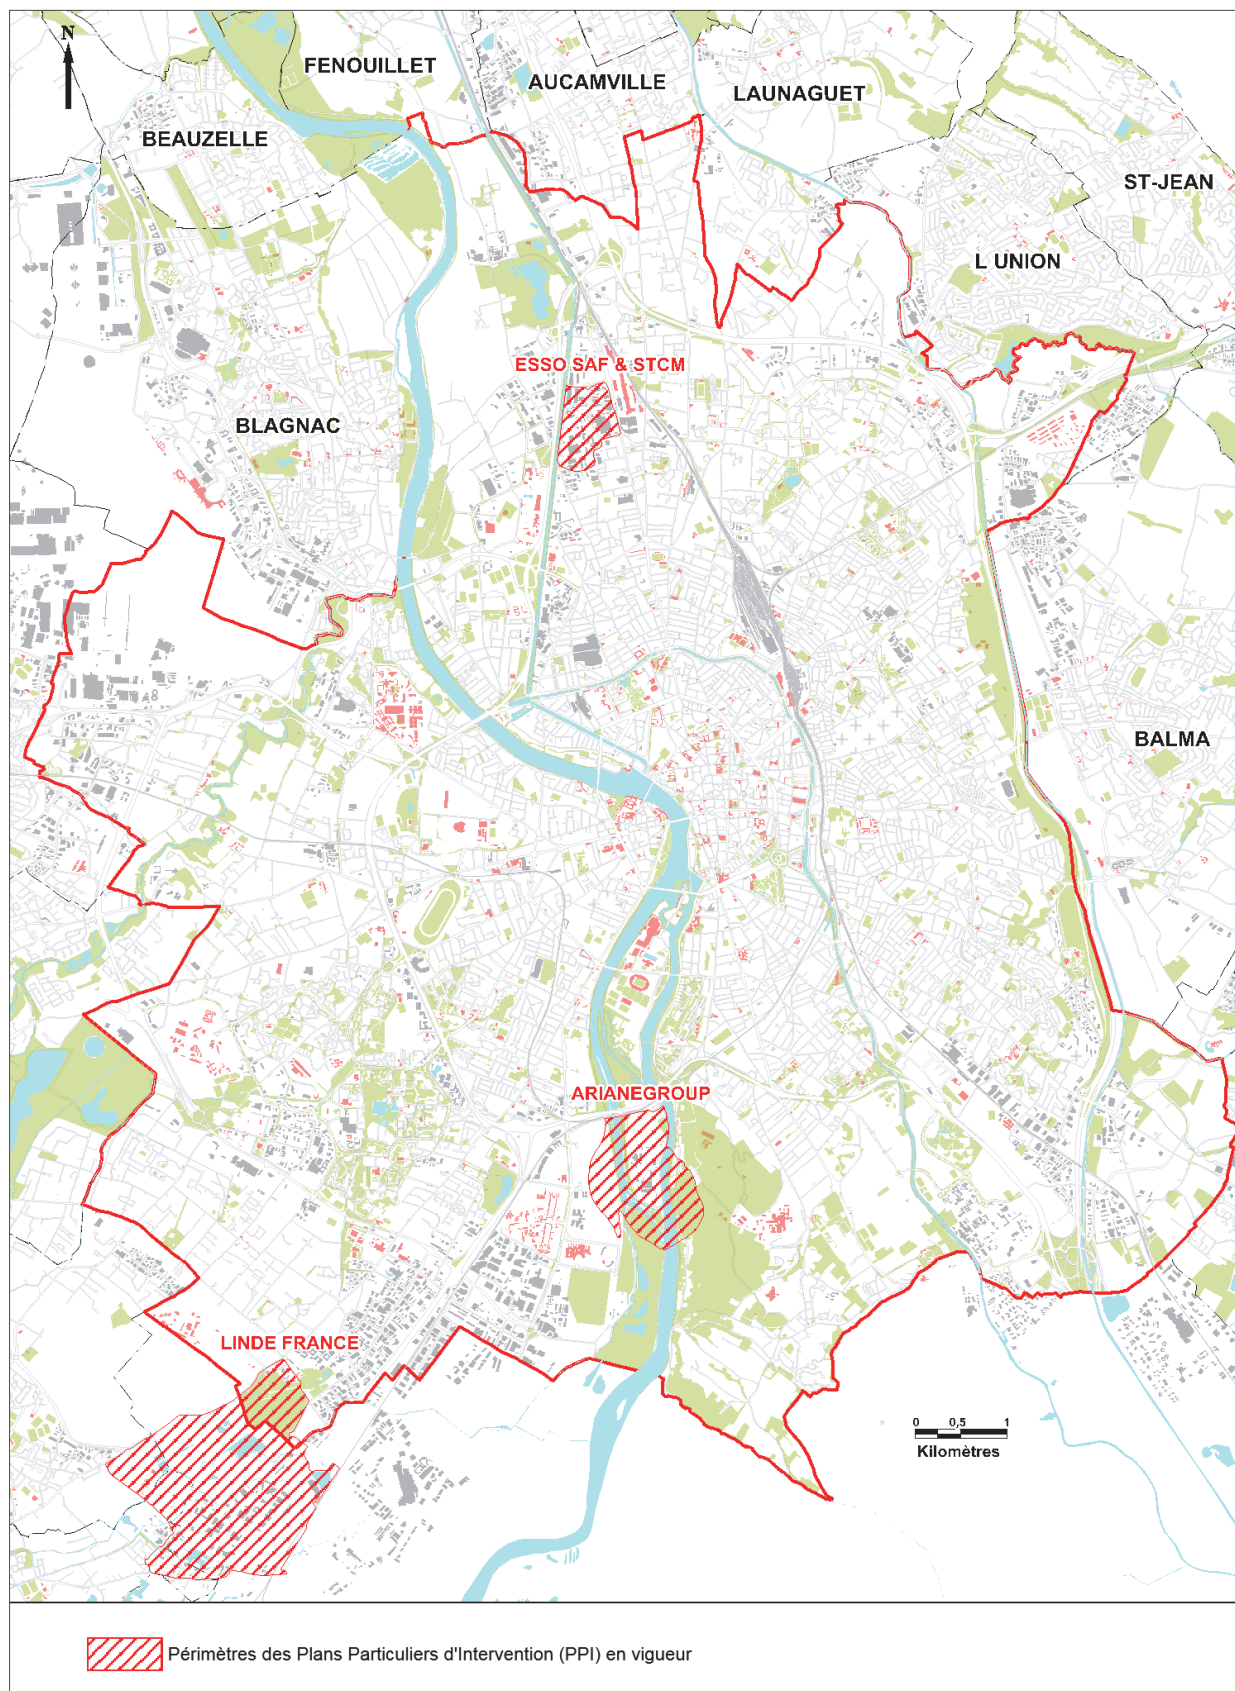 N
FENOUILLET
AUCAMVILLE
LAUNAGUET
BEAUZELLE
ST-JEAN
L UNION
ESSO SAF & STCM
BLAGNAC
BALMA
ARIANEGROUP
LINDE FRANCE
0 0,5 1
Kilomètres
Périmètres des Plans Particuliers d'Intervention (PPI) en vigueur